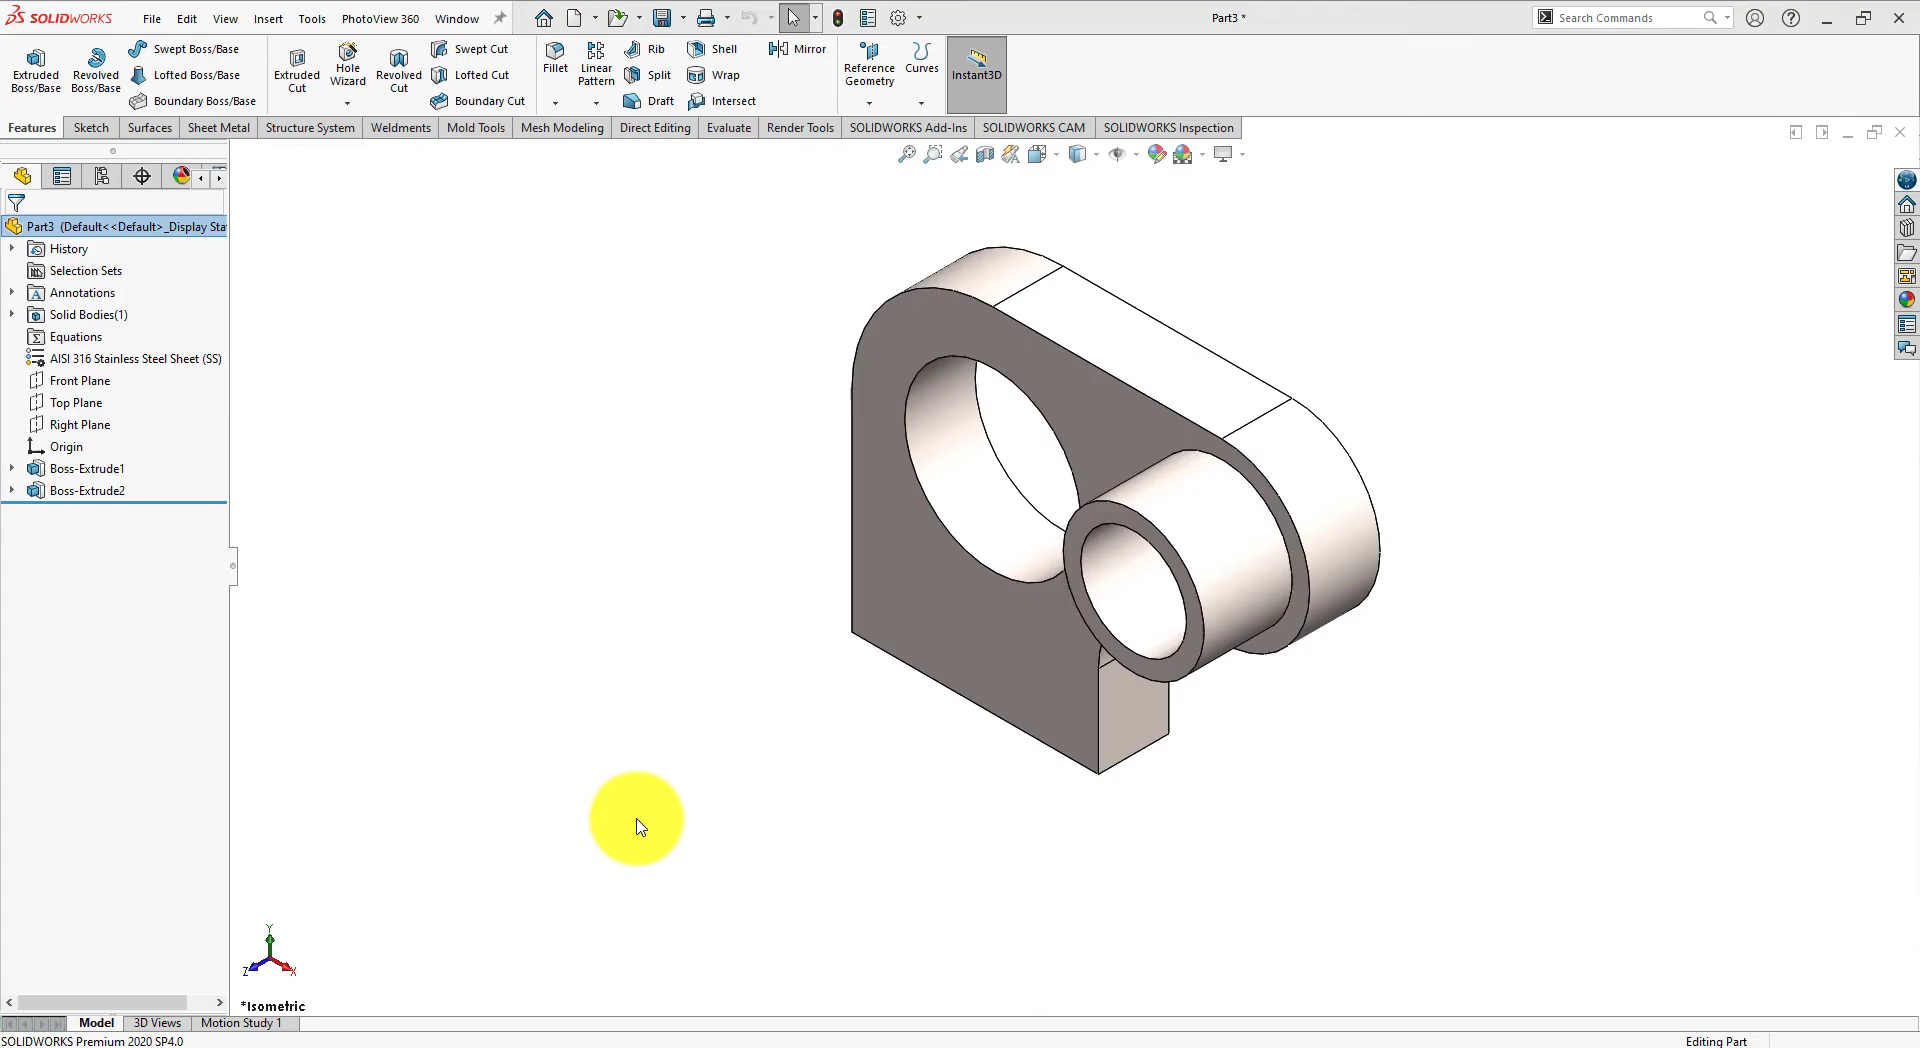 SOLIDWORKS File Edit View Insert Tools PhotoView 360 Window Part3 * Search Commands
Extruded Boss/Base
Revolved Boss/Base
Swept Boss/Base
Lofted Boss/Base
Boundary Boss/Base
Extruded Cut
Hole Wizard
Revolved Cut
Swept Cut
Lofted Cut
Boundary Cut
Fillet
Linear Pattern
Rib
Split
Draft
Shell
Wrap
Intersect
Mirror
Reference Geometry
Curves
Instant3D
Features Sketch Surfaces Sheet Metal Structure System Weldments Mold Tools Mesh Modeling Direct Editing Evaluate Render Tools SOLIDWORKS Add-Ins SOLIDWORKS CAM SOLIDWORKS Inspection
Part3 (Default<<Default>_Display Sta
History
Selection Sets
Annotations
Solid Bodies(1)
Equations
AISI 316 Stainless Steel Sheet (SS)
Front Plane
Top Plane
Right Plane
Origin
Boss-Extrude1
Boss-Extrude2
Y
Z X
*Isometric
Model 3D Views Motion Study 1
SOLIDWORKS Premium 2020 SP4.0 Editing Part